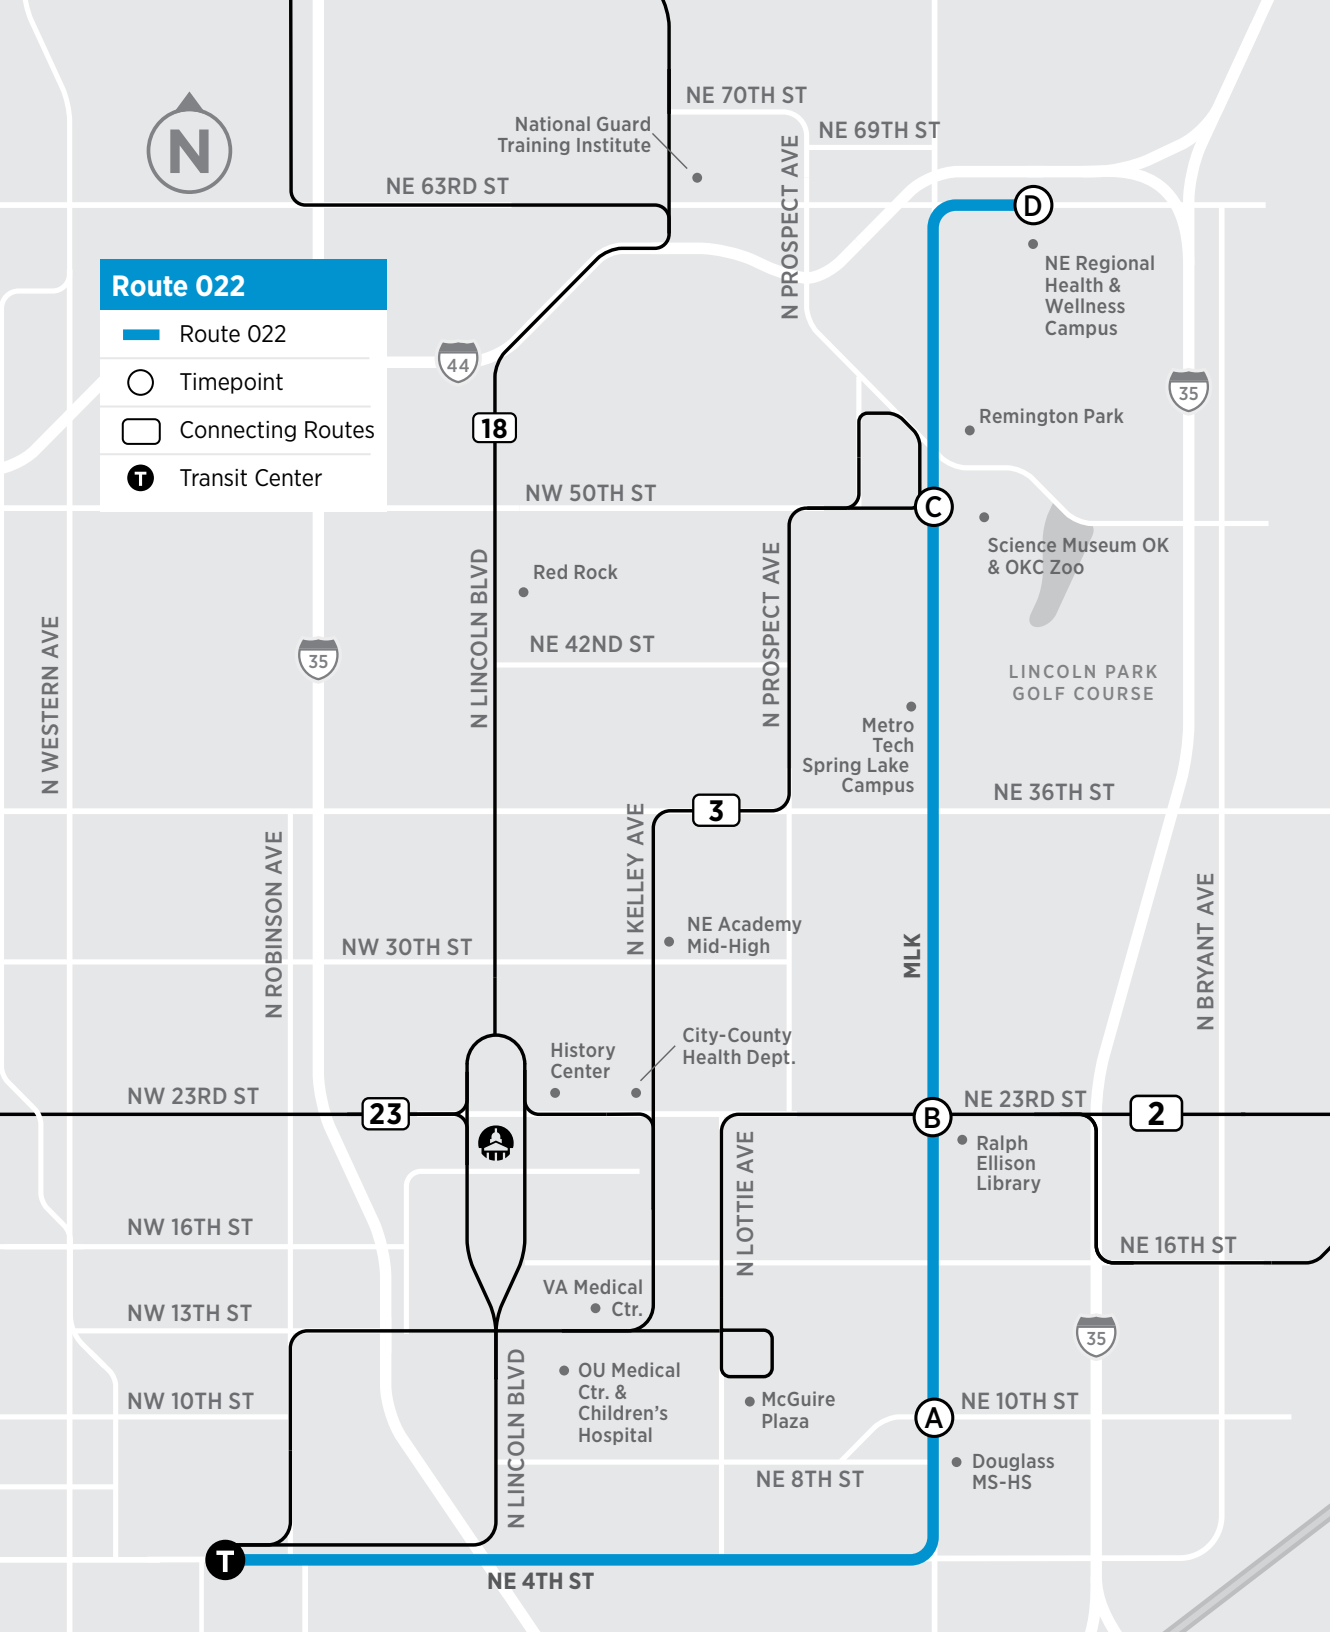 NE 70TH ST
National Guard
Training Institute
NE 69TH ST
N
NE 63RD ST
N PROSPECT AVE
D
NE Regional
Health &
Wellness
Campus
Route 022
Route 022
Timepoint
Connecting Routes
T Transit Center
44
35
18
Remington Park
NW 50TH ST
C
Science Museum OK
& OKC Zoo
Red Rock
N LINCOLN BLVD
N PROSPECT AVE
NE 42ND ST
35
N WESTERN AVE
LINCOLN PARK
GOLF COURSE
Metro
Tech
Spring Lake
Campus
NE 36TH ST
3
N ROBINSON AVE
N KELLEY AVE
NE Academy
Mid-High
NW 30TH ST
MLK
N BRYANT AVE
City-County
Health Dept.
History
Center
NW 23RD ST
23
B
NE 23RD ST
2
Ralph
Ellison
Library
N LOTTIE AVE
NW 16TH ST
NE 16TH ST
VA Medical
Ctr.
NW 13TH ST
35
N LINCOLN BLVD
OU Medical
Ctr. &
Children's
Hospital
McGuire
Plaza
NW 10TH ST
A
NE 10TH ST
Douglass
MS-HS
NE 8TH ST
T
NE 4TH ST